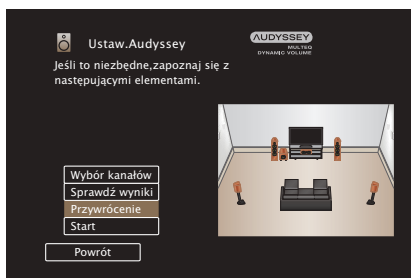 Ustaw.Audyssey
AUDYSSEY
MULTEQ
DYNAMIC VOLUME
Jeśli to niezbędne,zapoznaj się z
następującymi elementami.
Wybór kanałów
Sprawdź wyniki
Przywrócenie
Start
Powrót